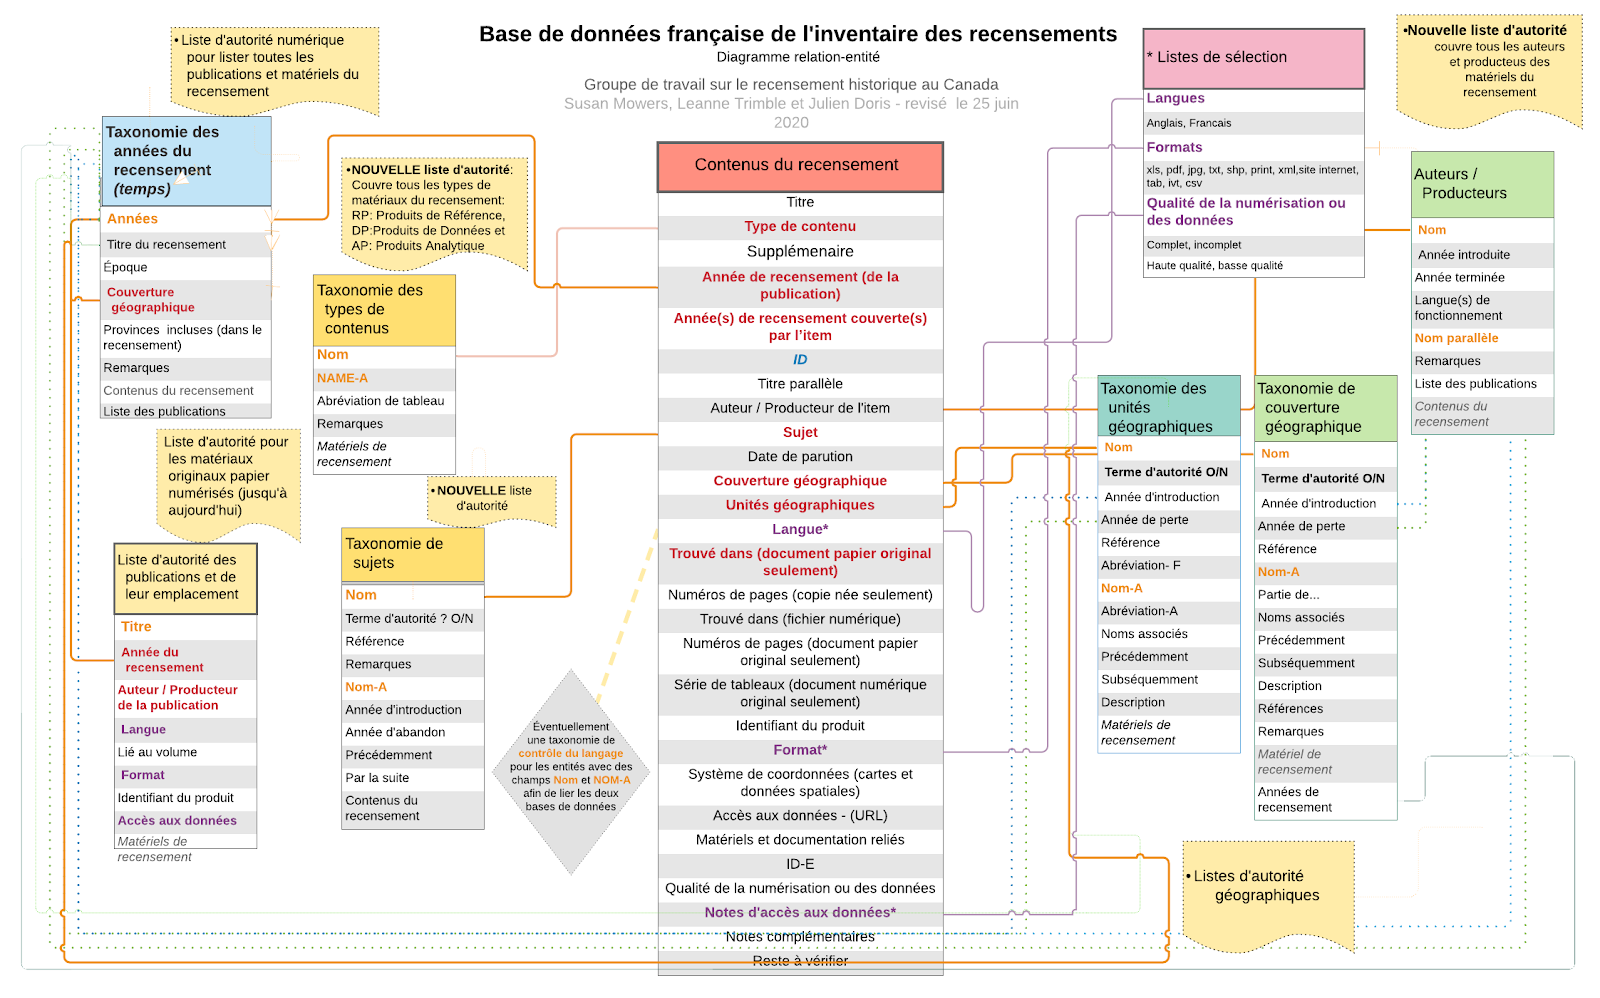 Base de données française de l'inventaire des recensements
Diagramme relation-entité
Groupe de travail sur le recensement historique au Canada
Susan Mowers, Leanne Trimble et Julien Doris - revisé  le 25 juin
2020
• Liste d'autorité numérique
pour lister toutes les
publications et matériels du
recensement
Taxonomie des
années du
recensement
(temps)
Années
Titre du recensement
Époque
Couverture
géographique
Provinces  incluses (dans le
recensement)
Remarques
Contenus du recensement
Liste des publications
Liste d'autorité pour
les matériaux
originaux papier
numérisés (jusqu'à
aujourd'hui)
Liste d'autorité des
publications et de
leur emplacement
Titre
Année du
recensement
Auteur / Producteur
de la publication
Langue
Lié au volume
Format
Identifiant du produit
Accès aux données
Matériels de
recensement
•NOUVELLE liste d'autorité:
Couvre tous les types de
matériaux du recensement:
RP: Produits de Référence,
DP:Produits de Données et
AP: Produits Analytique
Taxonomie des
types de
contenus
Nom
NAME-A
Abréviation de tableau
Remarques
Matériels de
recensement
• NOUVELLE liste
d'autorité
Taxonomie de
sujets
Nom
Terme d'autorité ? O/N
Référence
Remarques
Nom-A
Année d'introduction
Année d'abandon
Précédemment
Par la suite
Contenus du
recensement
Éventuellement
une taxonomie de
contrôle du langage
pour les entités avec des
champs Nom et NOM-A
afin de lier les deux
bases de données
Contenus du recensement
Titre
Type de contenu
Supplémenaire
Année de recensement (de la
publication)
Année(s) de recensement couverte(s)
par l'item
ID
Titre parallèle
Auteur / Producteur de l'item
Sujet
Date de parution
Couverture géographique
Unités géographiques
Langue*
Trouvé dans (document papier original
seulement)
Numéros de pages (copie née seulement)
Trouvé dans (fichier numérique)
Numéros de pages (document papier
original seulement)
Série de tableaux (document numérique
original seulement)
Identifiant du produit
Format*
Système de coordonnées (cartes et
données spatiales)
Accès aux données - (URL)
Matériels et documentation reliés
ID-E
Qualité de la numérisation ou des données
Notes d'accès aux données*
Notes complémentaires
Reste à vérifier
* Listes de sélection
Langues
Anglais, Francais
Formats
xls, pdf, jpg, txt, shp, print, xml,site internet,
tab, ivt, csv
Qualité de la numérisation ou
des données
Complet, incomplet
Haute qualité, basse qualité
•Nouvelle liste d'autorité
couvre tous les auteurs
et producteus des
matériels du
recensement
Auteurs /
Producteurs
Nom
Année introduite
Année terminée
Langue(s) de
fonctionnement
Nom parallèle
Remarques
Liste des publications
Contenus du
recensement
Taxonomie des
unités
géographiques
Nom
Terme d'autorité O/N
Année d'introduction
Année de perte
Référence
Abréviation- F
Nom-A
Abréviation-A
Noms associés
Précédemment
Subséquemment
Description
Matériels de
recensement
Taxonomie de
couverture
géographique
Nom
Terme d'autorité O/N
Année d'introduction
Année de perte
Référence
Nom-A
Partie de...
Noms associés
Précédemment
Subséquemment
Description
Références
Remarques
Matériel de
recensement
Années de
recensement
• Listes d'autorité
géographiques